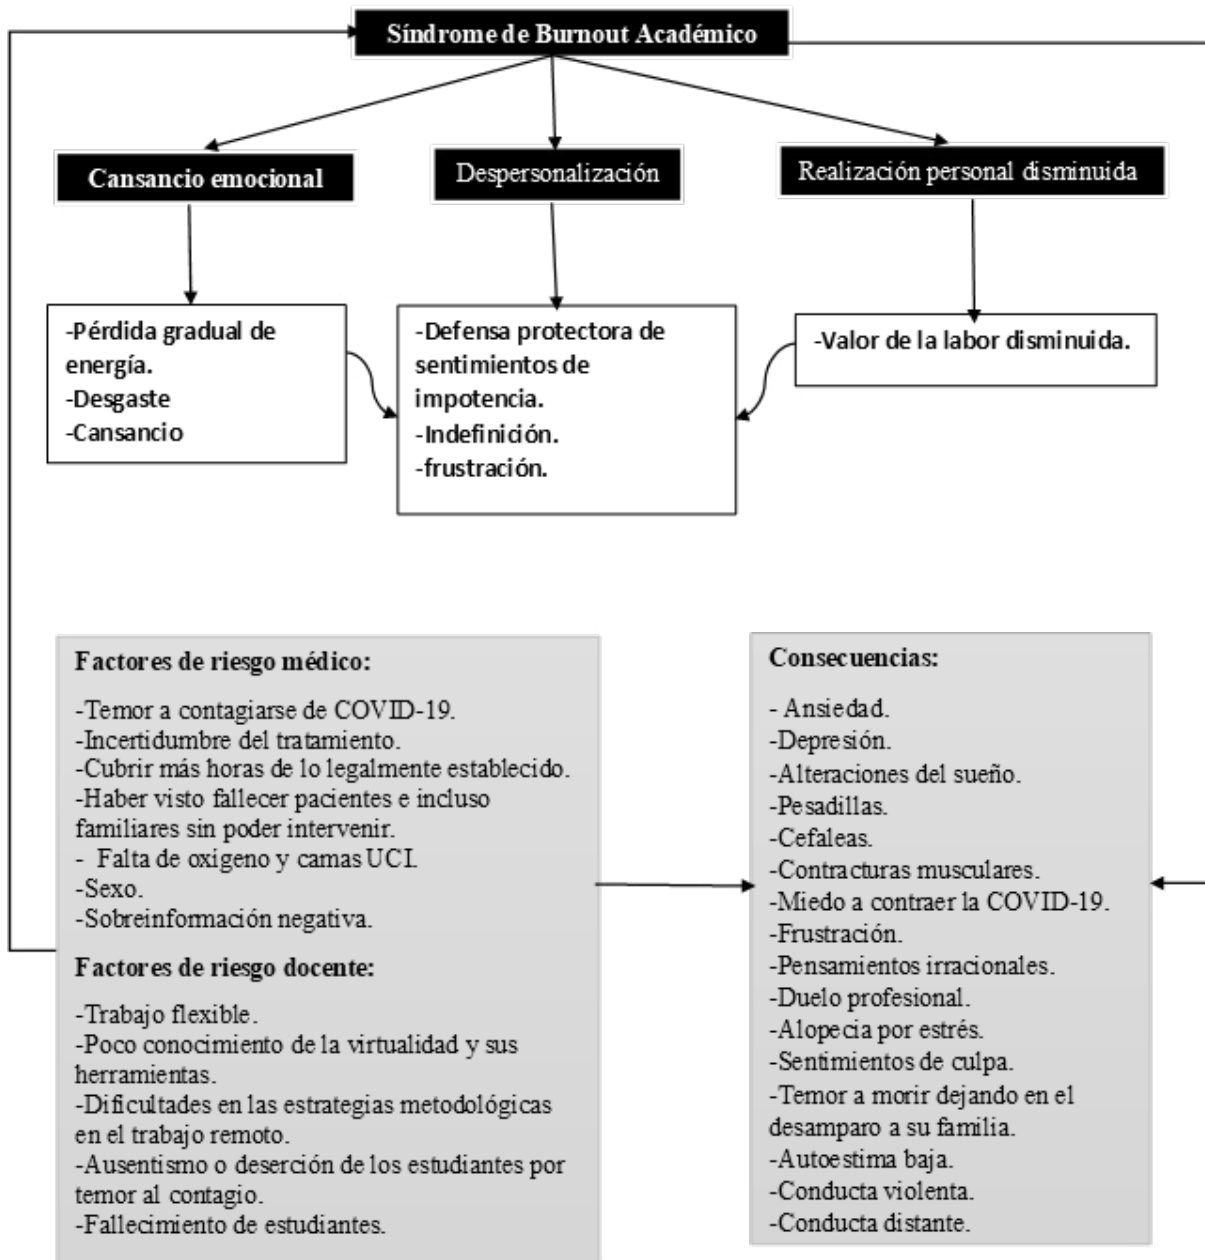 Síndrome de Burnout Académico
Cansancio emocional
Despersonalización
Realización personal disminuida
-Pérdida gradual de
energía.
-Desgaste
-Cansancio
-Defensa protectora de
sentimientos de
impotencia.
-Indefinición.
-frustración.
-Valor de la labor disminuida.
Factores de riesgo médico:
-Temor a contagiarse de COVID-19.
-Incertidumbre del tratamiento.
-Cubrir más horas de lo legalmente establecido.
-Haber visto fallecer pacientes e incluso
familiares sin poder intervenir.
- Falta de oxigeno y camas UCI.
-Sexo.
-Sobreinformación negativa.
Factores de riesgo docente:
-Trabajo flexible.
-Poco conocimiento de la virtualidad y sus
herramientas.
-Dificultades en las estrategias metodológicas
en el trabajo remoto.
-Ausentismo o deserción de los estudiantes por
temor al contagio.
-Fallecimiento de estudiantes.
Consecuencias:
- Ansiedad.
-Depresión.
-Alteraciones del sueño.
-Pesadillas.
-Cefaleas.
-Contracturas musculares.
-Miedo a contraer la COVID-19.
-Frustración.
-Pensamientos irracionales.
-Duelo profesional.
-Alopecia por estrés.
-Sentimientos de culpa.
-Temor a morir dejando en el
desamparo a su familia.
-Autoestima baja.
-Conducta violenta.
-Conducta distante.